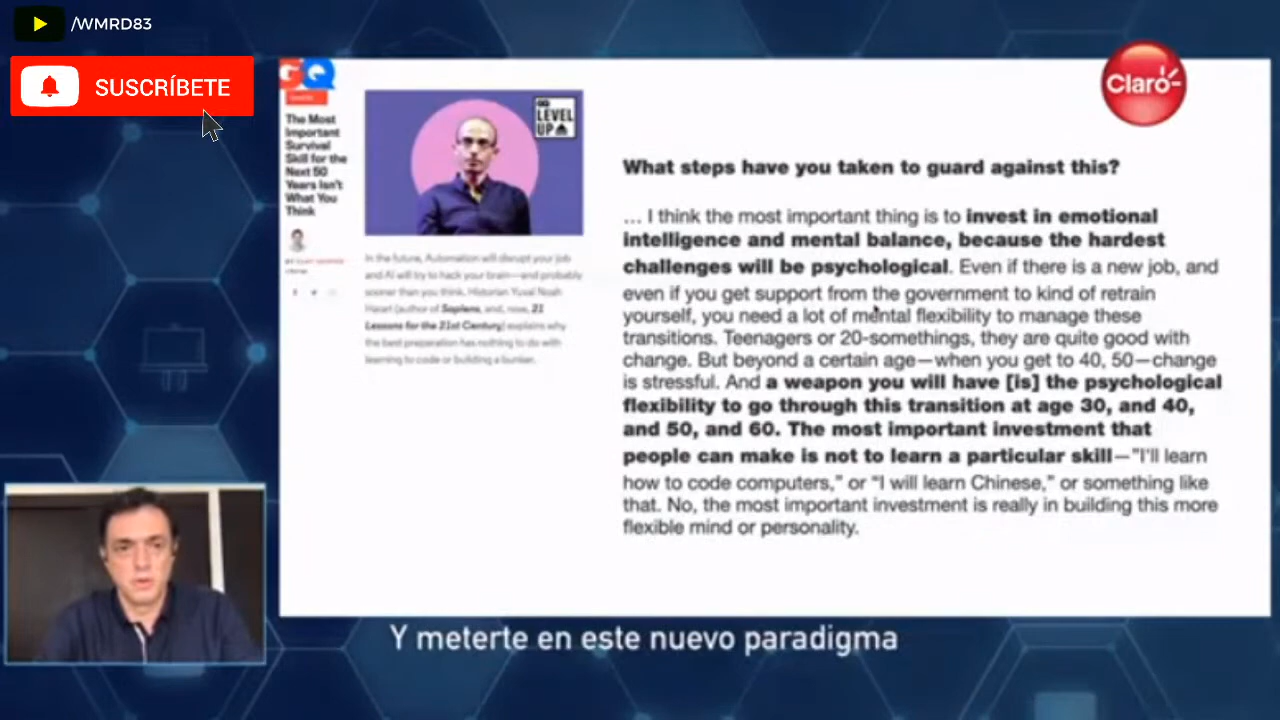 /WMRD83
SUSCRÍBETE
GQ
The Most
Important
Survival
Skill for the
Next 50
Years Isn't
What You
Think
LEVEL
UP
In the future, Automation will disrupt your job
and AI will try to hack your brain—and probably
sooner than you think. Historian Yuval Noah
Harari (author of Sapiens, and, now, 21
Lessons for the 21st Century) explains why
the best preparation has nothing to do with
learning to code or building a bunker.
Claro
What steps have you taken to guard against this?
... I think the most important thing is to invest in emotional
intelligence and mental balance, because the hardest
challenges will be psychological. Even if there is a new job, and
even if you get support from the government to kind of retrain
yourself, you need a lot of mental flexibility to manage these
transitions. Teenagers or 20-somethings, they are quite good with
change. But beyond a certain age—when you get to 40, 50—change
is stressful. And a weapon you will have [is] the psychological
flexibility to go through this transition at age 30, and 40,
and 50, and 60. The most important investment that
people can make is not to learn a particular skill—"I'll learn
how to code computers," or "I will learn Chinese," or something like
that. No, the most important investment is really in building this more
flexible mind or personality.
Y meterte en este nuevo paradigma